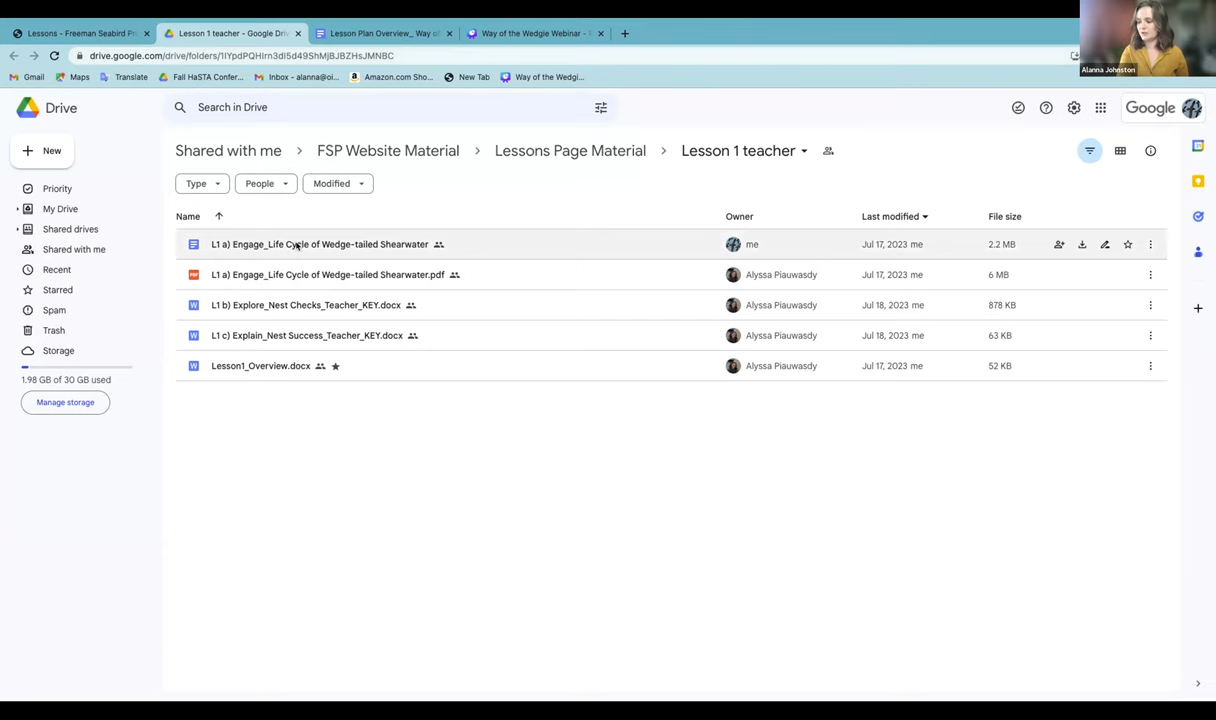 Lessons - Freeman Seabird Pr
Lesson 1 teacher - Google Driv
Lesson Plan Overview_ Way of
Way of the Wedgie Webinar -
drive.google.com/drive/folders/1IYpdPQHIrn3di5d49ShMjBJBZHsJMNBC
Gmail
Maps
Translate
Fall HaSTA Confer...
Inbox - alanna@oi...
Amazon.com Sho...
New Tab
Way of the Wedgi...
Alanna Johnston
Drive
Search in Drive
Google
New
Shared with me > FSP Website Material > Lessons Page Material > Lesson 1 teacher
Type
People
Modified
Priority
My Drive
Shared drives
Shared with me
Recent
Starred
Spam
Trash
Storage
1.98 GB of 30 GB used
Manage storage
Name Owner Last modified File size
L1 a) Engage_Life Cycle of Wedge-tailed Shearwater me Jul 17, 2023 me 2.2 MB
L1 a) Engage_Life Cycle of Wedge-tailed Shearwater.pdf Alyssa Piauwasdy Jul 17, 2023 me 6 MB
L1 b) Explore_Nest Checks_Teacher_KEY.docx Alyssa Piauwasdy Jul 18, 2023 me 878 KB
L1 c) Explain_Nest Success_Teacher_KEY.docx Alyssa Piauwasdy Jul 18, 2023 me 63 KB
Lesson1_Overview.docx Alyssa Piauwasdy Jul 17, 2023 me 52 KB